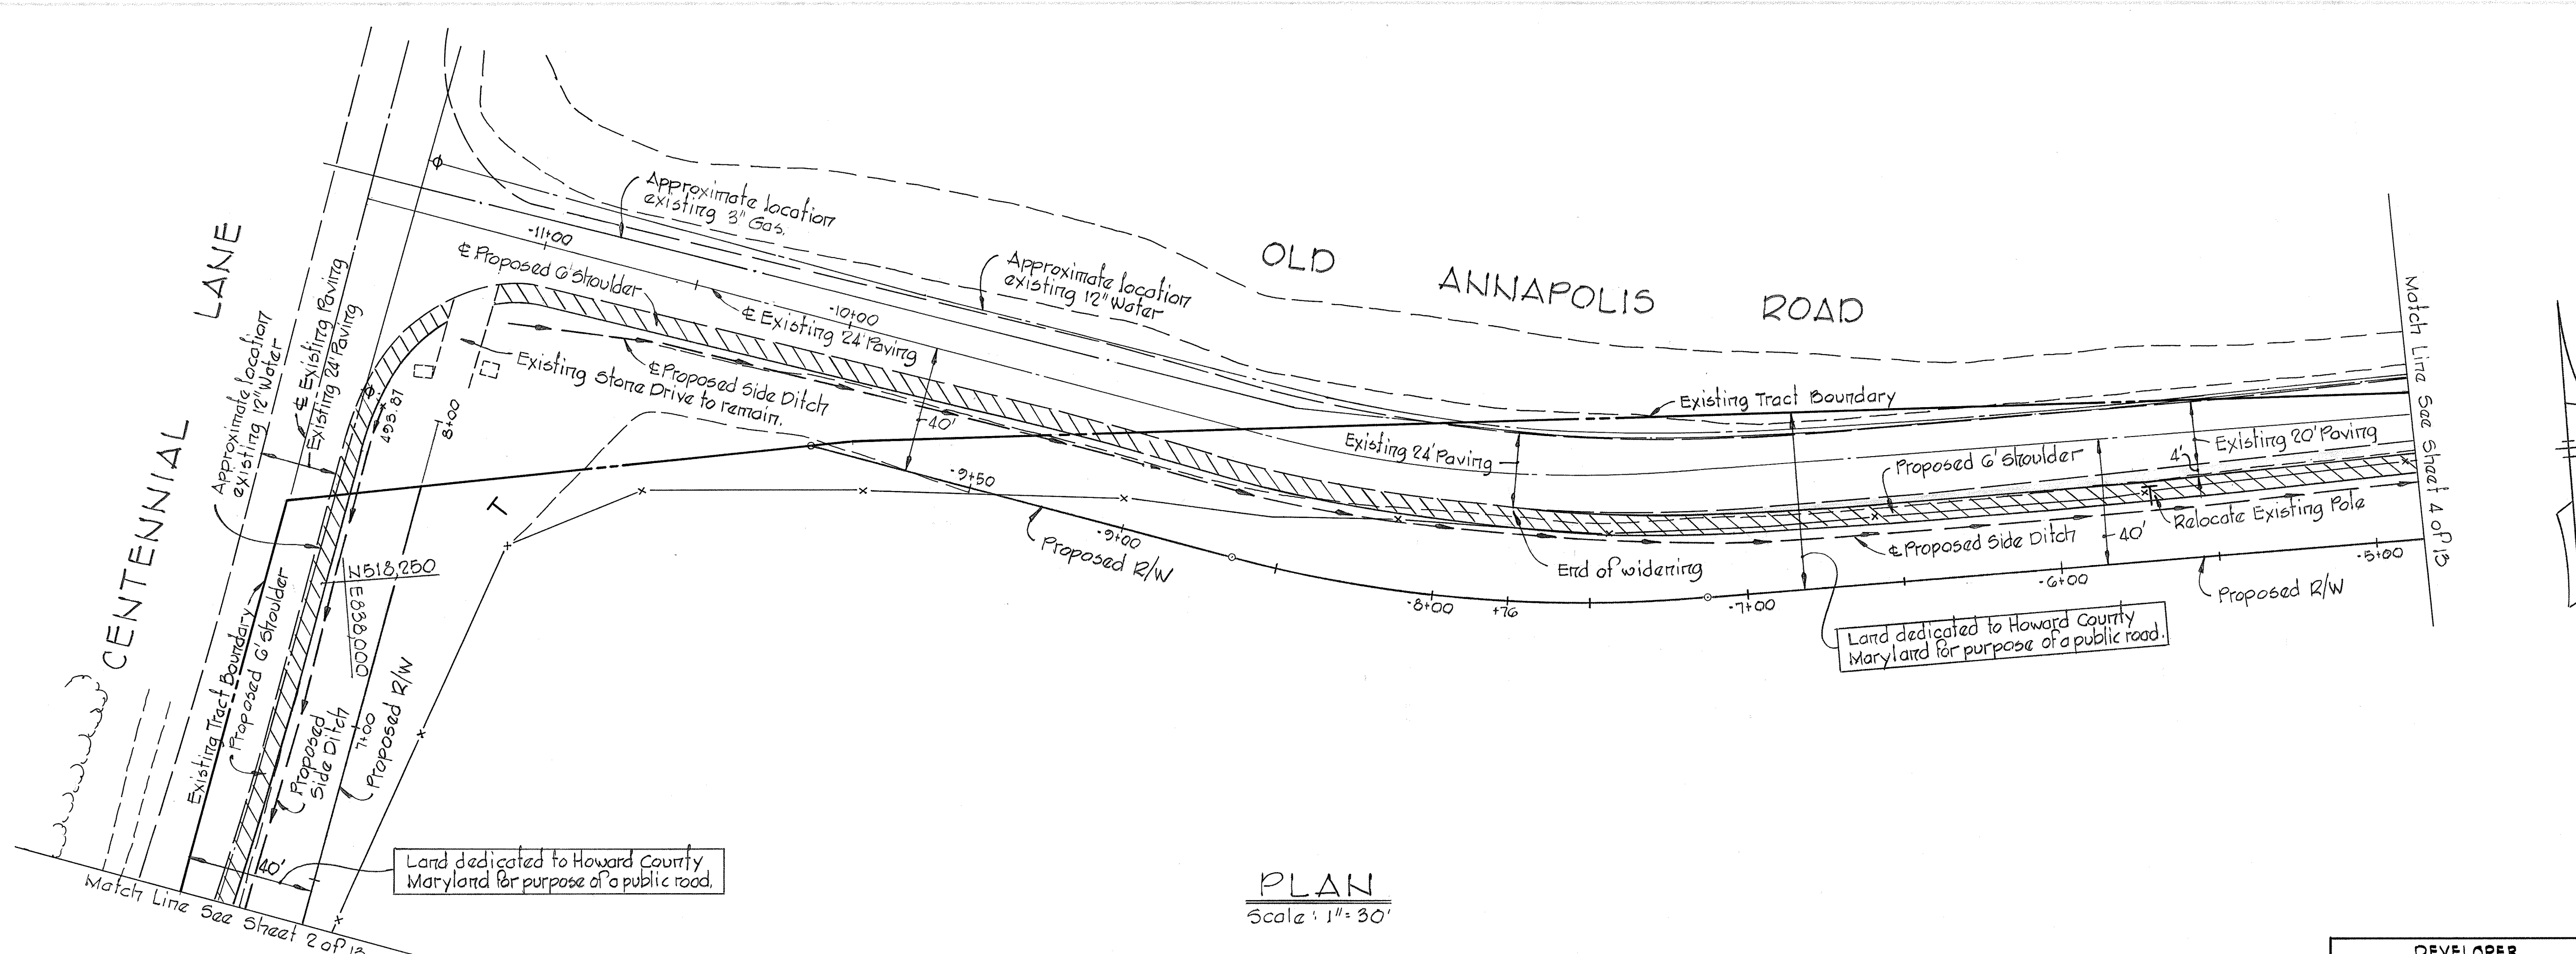 CENTENNIAL LANE
OLD ANNAPOLIS ROAD
Approximate location
existing 3" Gas.
-11+00
℄ Proposed 6' Shoulder
Approximate location
existing 12" Water
-10+00
℄ Existing 24' Paving
℄ Existing 24' Paving
Existing 24' Paving
Approximate location
existing 12" Water
Existing Stone Drive to remain.
℄ Proposed Side Ditch
40'
493.87
8+00
T
-9+50
-9+00
Proposed R/W
Existing Tract Boundary
Existing 24' Paving
Proposed 6' Shoulder
4'
Existing 20' Paving
Relocate Existing Pole
℄ Proposed Side Ditch
40'
End of widening
-8+00
+76
-7+00
-6+00
-5+00
Proposed R/W
Land dedicated to Howard County
Maryland for purpose of a public road.
Match Line See Sheet 4 of 13
N518,250
E838,000
Existing Tract Boundary
Proposed 6' Shoulder
Proposed
Side Ditch
7+00
Proposed R/W
40'
Land dedicated to Howard County
Maryland for purpose of a public road.
Match Line See Sheet 2 of 13
PLAN
Scale: 1"=30'
DEVELOPER